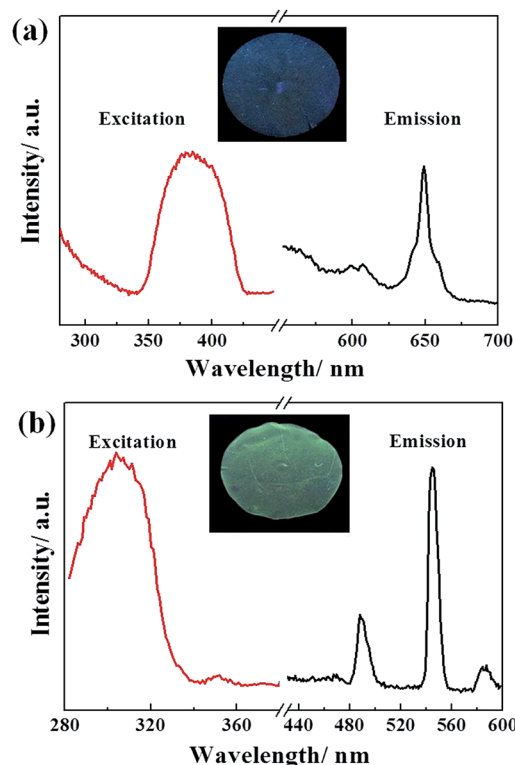 (a)
Excitation
Emission
Intensity/ a.u.
300 350 400 600 650 700
Wavelength/ nm
(b)
Excitation
Emission
Intensity/ a.u.
280 320 360 440 480 520 560 600
Wavelength/ nm